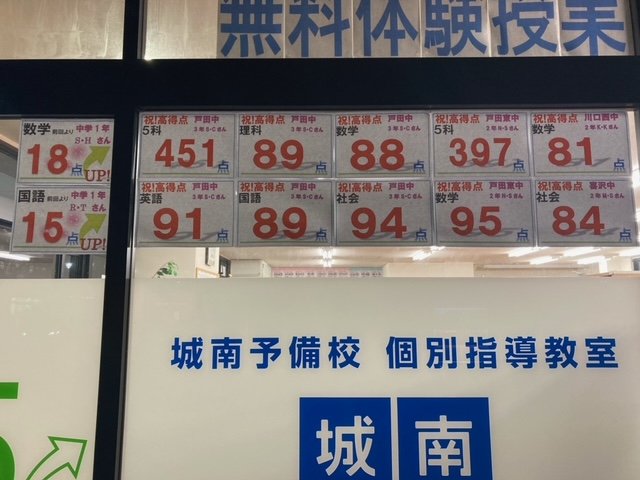 無料体験授業
数学 前回より 中学1年
S・Hさん
18点UP!
国語 前回より 中学1年
R・Tさん
15点UP!
祝!高得点 戸田中
5科 3年S・Cさん
451点
祝!高得点 戸田中
理科 3年S・Cさん
89点
祝!高得点 戸田中
数学 3年S・Cさん
88点
祝!高得点 戸田東中
5科 2年H・Sさん
397点
祝!高得点 川口西中
数学 2年K・Kさん
81点
祝!高得点 戸田中
英語 3年S・Cさん
91点
祝!高得点 戸田中
国語 3年S・Cさん
89点
祝!高得点 戸田中
社会 3年S・Cさん
94点
祝!高得点 戸田東中
数学 2年H・Sさん
95点
祝!高得点 喜沢中
社会
84点
城南予備校 個別指導教室
城南